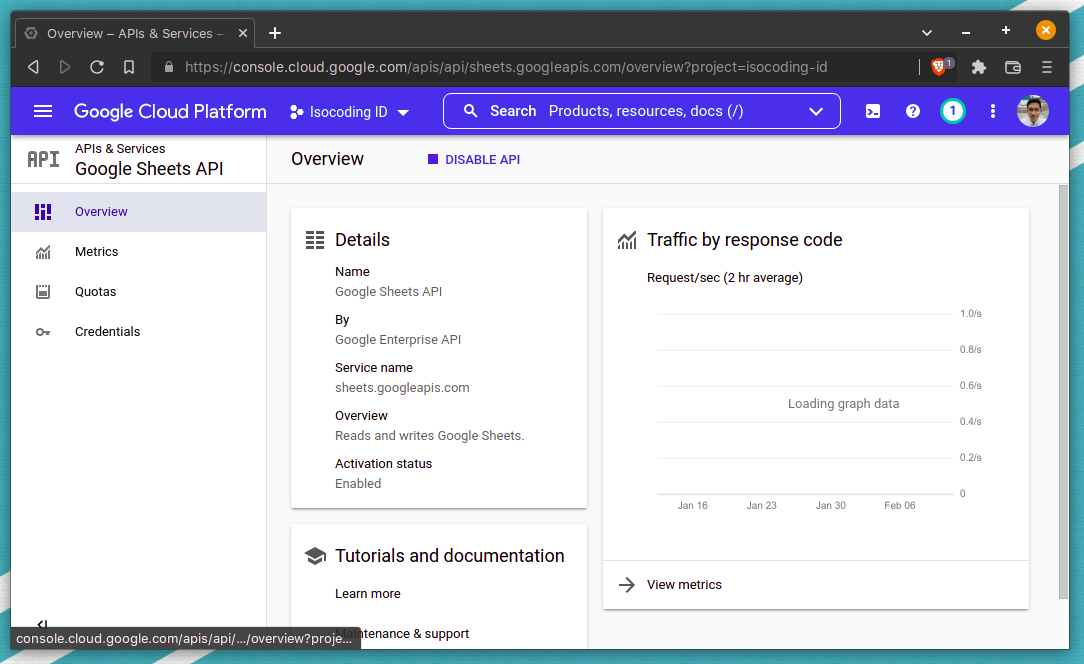 Overview – APIs & Services –
https://console.cloud.google.com/apis/api/sheets.googleapis.com/overview?project=isocoding-id
1
Google Cloud Platform
Isocoding ID
Search Products, resources, docs (/)
1
API
APIs & Services
Google Sheets API
Overview
DISABLE API
Overview
Metrics
Quotas
Credentials
Details
Name
Google Sheets API
By
Google Enterprise API
Service name
sheets.googleapis.com
Overview
Reads and writes Google Sheets.
Activation status
Enabled
Tutorials and documentation
Learn more
Maintenance & support
Traffic by response code
Request/sec (2 hr average)
1.0/s
0.8/s
0.6/s
Loading graph data
0.4/s
0.2/s
0
Jan 16 Jan 23 Jan 30 Feb 06
View metrics
console.cloud.google.com/apis/api/.../overview?proje...